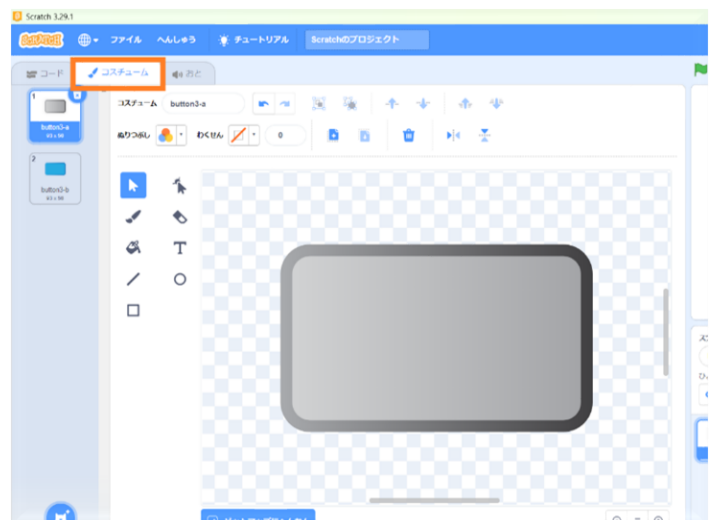 Scratch 3.29.1
SCRATCH ファイル へんしゅう チュートリアル Scratchのプロジェクト
コード コスチューム おと
1
button3-a
2
button3-b
コスチューム button3-a
ぬりつぶし わくせん 0
T